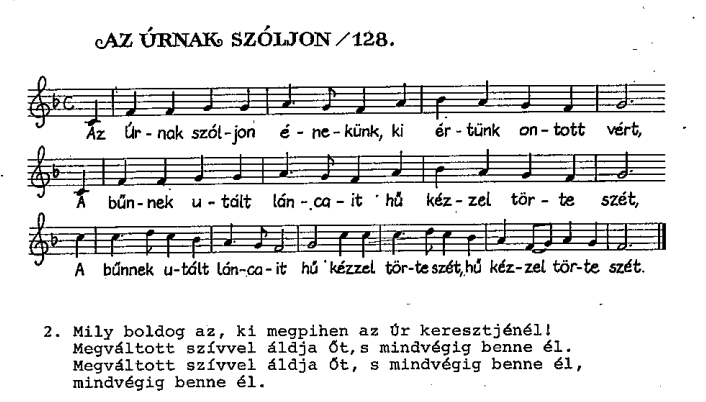 AZ ÚRNAK SZÓLJON / 128.
Az Úr-nak szól-jon é-ne-künk, ki ér-tünk on-tott vért,
A bűn-nek u-tált lán-ca-it hű kéz-zel tör-te szét,
A bűnnek u-tált lán-ca-it hű kézzel tör-te szét, hű kéz-zel tör-te szét.
2. Mily boldog az, ki megpihen az Úr keresztjénél!
Megváltott szívvel áldja Őt, s mindvégig benne él.
Megváltott szívvel áldja Őt, s mindvégig benne él,
mindvégig benne él.